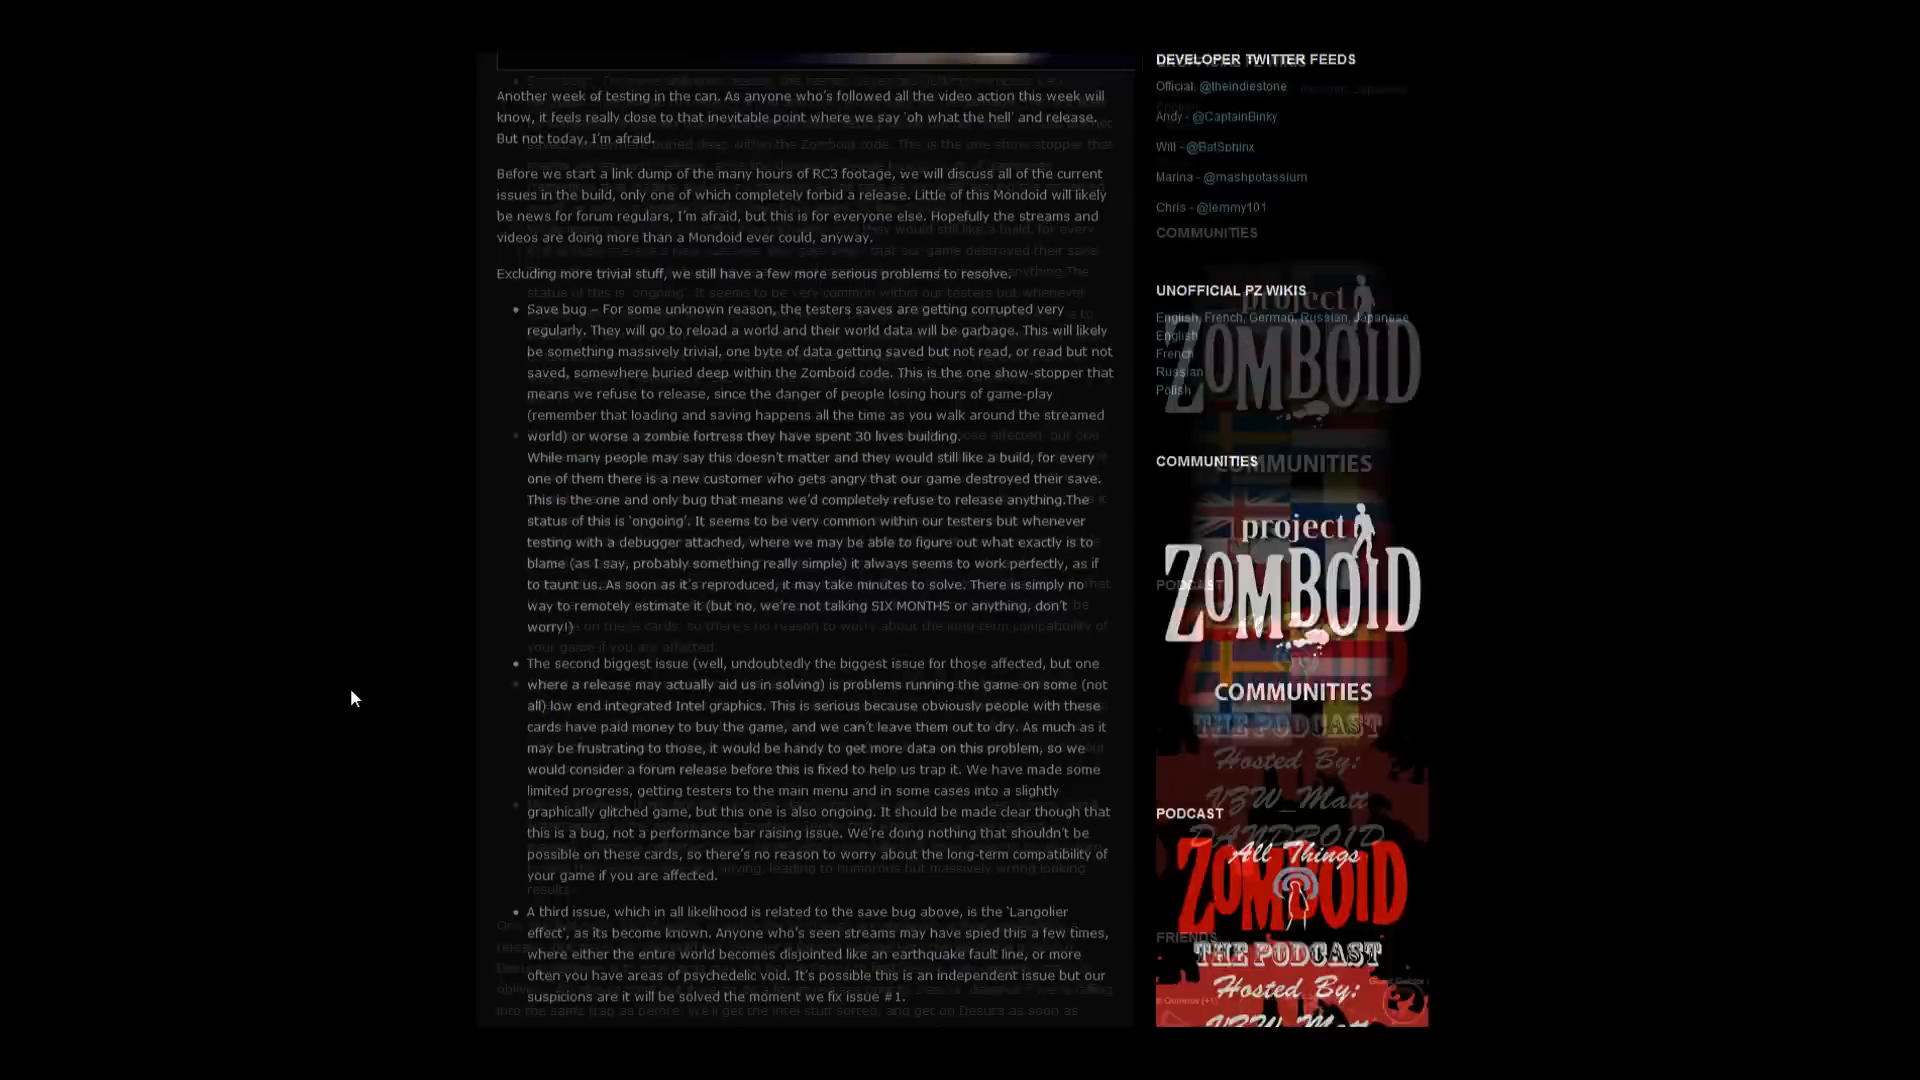 Another week of testing in the can. As anyone who's followed all the video action this week will
know, it feels really close to that inevitable point where we say 'oh what the hell' and release.
But not today, I'm afraid.
Before we start a link dump of the many hours of RC3 footage, we will discuss all of the current
issues in the build, only one of which completely forbid a release. Little of this Mondoid will likely
be news for forum regulars, I'm afraid, but this is for everyone else. Hopefully the streams and
videos are doing more than a Mondoid ever could, anyway.
Excluding more trivial stuff, we still have a few more serious problems to resolve.
• Save bug – For some unknown reason, the testers saves are getting corrupted very
regularly. They will go to reload a world and their world data will be garbage. This will likely
be something massively trivial, one byte of data getting saved but not read, or read but not
saved, somewhere buried deep within the Zomboid code. This is the one show-stopper that
means we refuse to release, since the danger of people losing hours of game-play
(remember that loading and saving happens all the time as you walk around the streamed
world) or worse a zombie fortress they have spent 30 lives building.
While many people may say this doesn't matter and they would still like a build, for every
one of them there is a new customer who gets angry that our game destroyed their save.
This is the one and only bug that means we'd completely refuse to release anything.The
status of this is 'ongoing'. It seems to be very common within our testers but whenever
testing with a debugger attached, where we may be able to figure out what exactly is to
blame (as I say, probably something really simple) it always seems to work perfectly, as if
to taunt us. As soon as it's reproduced, it may take minutes to solve. There is simply no
way to remotely estimate it (but no, we're not talking SIX MONTHS or anything, don't
worry!)
• The second biggest issue (well, undoubtedly the biggest issue for those affected, but one
where a release may actually aid us in solving) is problems running the game on some (not
all) low end integrated Intel graphics. This is serious because obviously people with these
cards have paid money to buy the game, and we can't leave them out to dry. As much as it
may be frustrating to those, it would be handy to get more data on this problem, so we
would consider a forum release before this is fixed to help us trap it. We have made some
limited progress, getting testers to the main menu and in some cases into a slightly
graphically glitched game, but this one is also ongoing. It should be made clear though that
this is a bug, not a performance bar raising issue. We're doing nothing that shouldn't be
possible on these cards, so there's no reason to worry about the long-term compatibility of
your game if you are affected.
• A third issue, which in all likelihood is related to the save bug above, is the 'Langolier
effect', as its become known. Anyone who's seen streams may have spied this a few times,
where either the entire world becomes disjointed like an earthquake fault line, or more
often you have areas of psychedelic void. It's possible this is an independent issue but our
suspicions are it will be solved the moment we fix issue #1.
DEVELOPER TWITTER FEEDS
Official: @theindiestone
Andy - @CaptainBinky
Will - @BatSphinx
Marina - @mashpotassium
Chris - @lemmy101
COMMUNITIES
UNOFFICIAL PZ WIKIS
English, French, German, Russian, Japanese
English
French
Russian
Polish
project
ZOMBOID
COMMUNITIES
COMMUNITIES
project
ZOMBOID
PODCAST
COMMUNITIES
THE PODCAST
Hosted By:
VZW_Matt
DANDROID
PODCAST
All Things
ZOMBOID
FRIENDS
THE PODCAST
Hosted By:
VZW_Matt